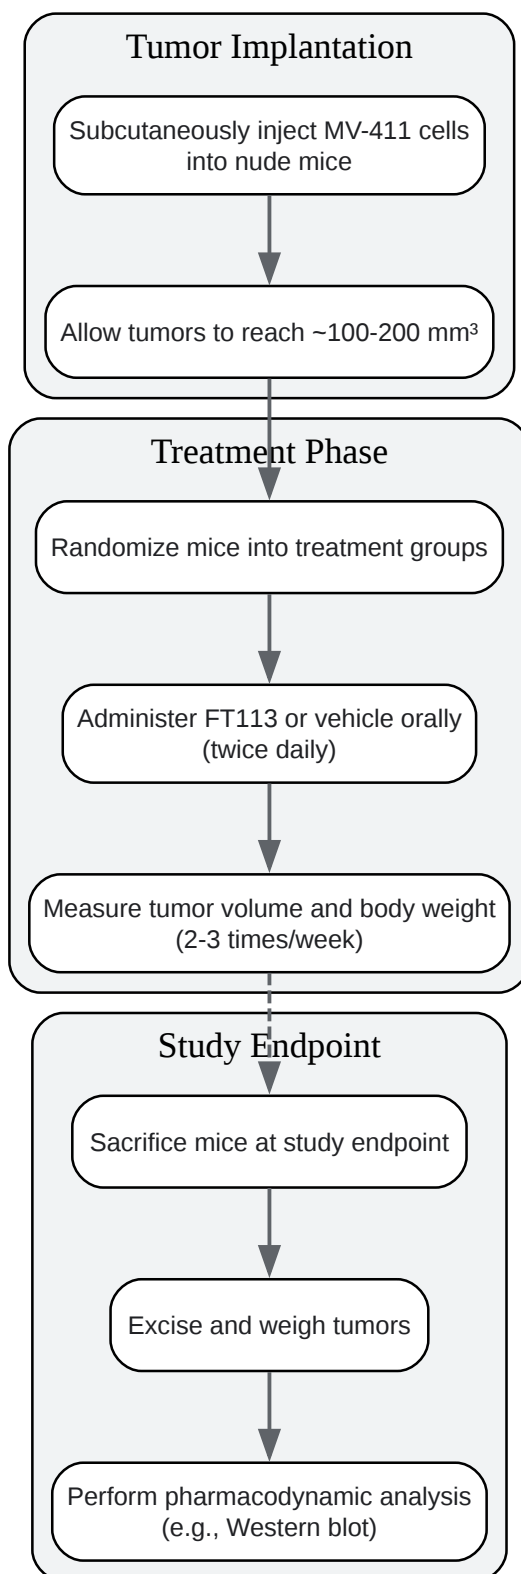 Tumor Implantation
Subcutaneously inject MV-411 cells
into nude mice
Allow tumors to reach ~100-200 mm³
Treatment Phase
Randomize mice into treatment groups
Administer FT113 or vehicle orally
(twice daily)
Measure tumor volume and body weight
(2-3 times/week)
Study Endpoint
Sacrifice mice at study endpoint
Excise and weigh tumors
Perform pharmacodynamic analysis
(e.g., Western blot)